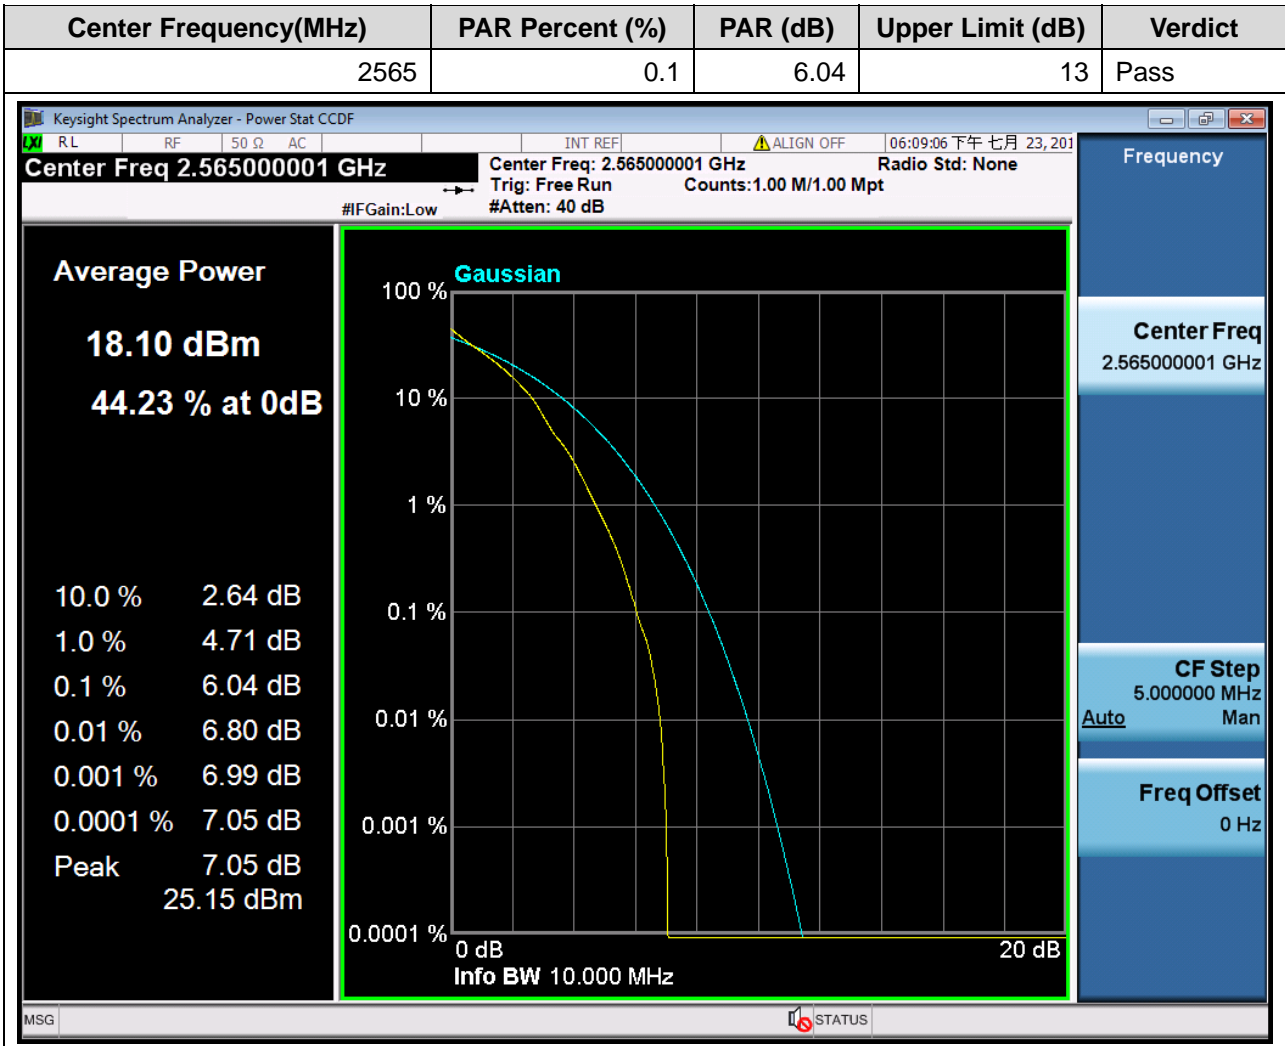 Center Frequency(MHz) PAR Percent (%) PAR (dB) Upper Limit (dB) Verdict
2565 0.1 6.04 13 Pass
Keysight Spectrum Analyzer - Power Stat CCDF
LXI RL RF 50 Ω AC INT REF ALIGN OFF 06:09:06 下午 七月 23, 201
Center Freq 2.565000001 GHz
Center Freq: 2.565000001 GHz Radio Std: None
Trig: Free Run Counts:1.00 M/1.00 Mpt
#IFGain:Low #Atten: 40 dB
Average Power
18.10 dBm
44.23 % at 0dB
10.0 % 2.64 dB
1.0 % 4.71 dB
0.1 % 6.04 dB
0.01 % 6.80 dB
0.001 % 6.99 dB
0.0001 % 7.05 dB
Peak 7.05 dB
25.15 dBm
Gaussian
100 %
10 %
1 %
0.1 %
0.01 %
0.001 %
0.0001 %
0 dB 20 dB
Info BW 10.000 MHz
Frequency
Center Freq
2.565000001 GHz
CF Step
5.000000 MHz
Auto Man
Freq Offset
0 Hz
MSG STATUS